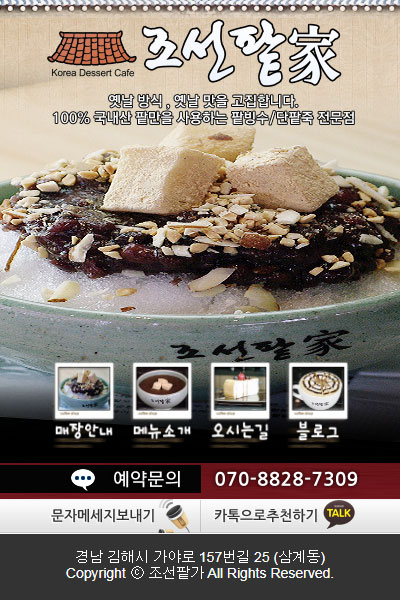 조선팥家
Korea Dessert Cafe
옛날 방식 , 옛날 맛을 고집합니다.
100% 국내산 팥만을 사용하는 팥빙수/단팥죽 전문점
조선팥家
매장안내 메뉴소개 오시는길 블로그
예약문의 070-8828-7309
문자메세지보내기 카톡으로추천하기 TALK
경남 김해시 가야로 157번길 25 (삼계동)
Copyright ⓒ 조선팥가 All Rights Reserved.